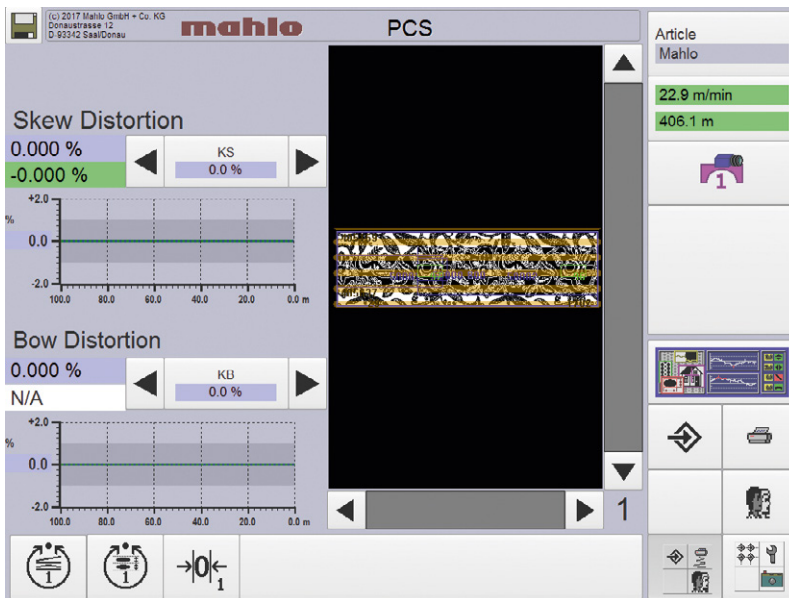 (c) 2017 Mahlo GmbH + Co. KG
Donaustrasse 12
D-93342 Saal/Donau
mahlo
PCS
Article
Mahlo
22.9 m/min
406.1 m
1
Skew Distortion
0.000 %
-0.000 %
KS
0.0 %
+2.0
%
0.0
-2.0
100.0 80.0 60.0 40.0 20.0 0.0 m
Bow Distortion
0.000 %
N/A
KB
0.0 %
+2.0
%
0.0
-2.0
100.0 80.0 60.0 40.0 20.0 0.0 m
1
1
1
→|0|← 1